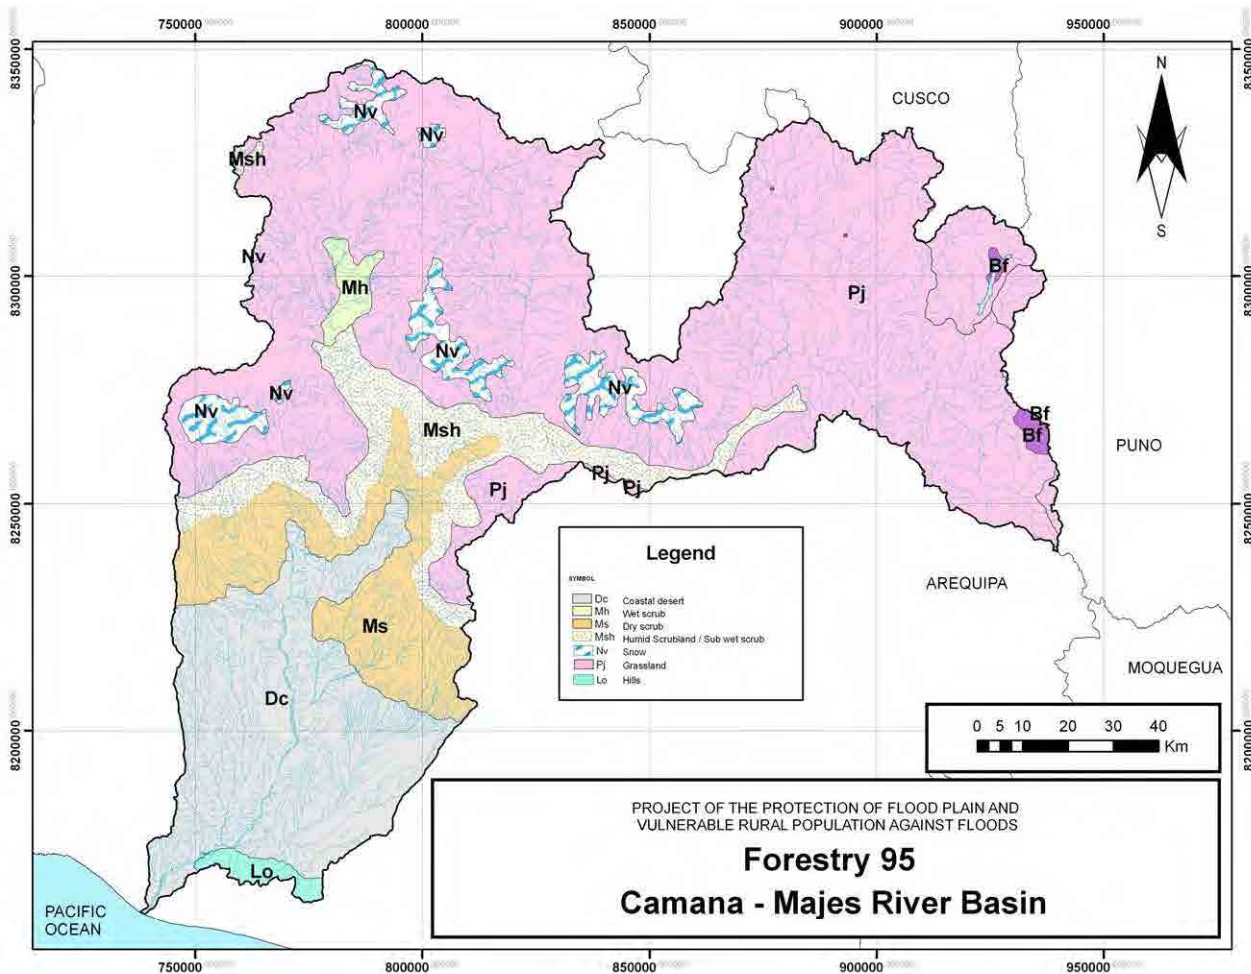 750000 800000 850000 900000 950000
8350000 8350000
N
CUSCO
Nv
Nv
Msh
S
Nv
Bf
8300000 8300000
Mh
Pj
Nv
Nv
Nv
Nv
Bf
Msh
Bf
PUNO
Pj
Pj
Pj
8250000 8250000
Legend
SYMBOL
Dc Coastal desert
Mh Wet scrub
Ms Dry scrub
Msh Humid Scrubland / Sub wet scrub
Nv Snow
Pj Grassland
Lo Hills
AREQUIPA
Ms
MOQUEGUA
Dc
0 5 10 20 30 40
Km
8200000 8200000
PROJECT OF THE PROTECTION OF FLOOD PLAIN AND
VULNERABLE RURAL POPULATION AGAINST FLOODS
Forestry 95
Camana - Majes River Basin
Lo
PACIFIC
OCEAN
750000 800000 850000 900000 950000